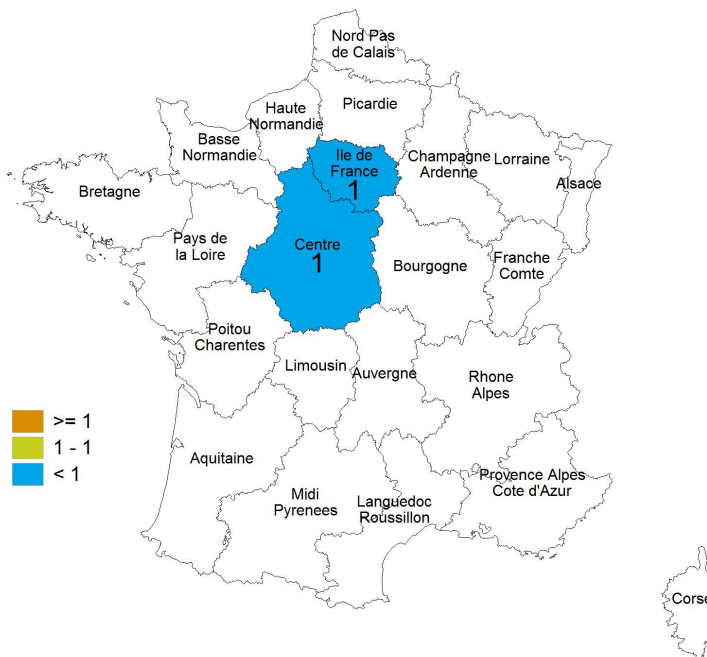 Nord Pas
de Calais
Haute
Normandie
Picardie
Basse
Normandie
Ile de
France
1
Champagne
Ardenne
Lorraine
Alsace
Bretagne
Pays de
la Loire
Centre
1
Bourgogne
Franche
Comte
Poitou
Charentes
Limousin
Auvergne
Rhone
Alpes
>= 1
1 - 1
< 1
Aquitaine
Midi
Pyrenees
Languedoc
Roussillon
Provence Alpes
Cote d'Azur
Corse